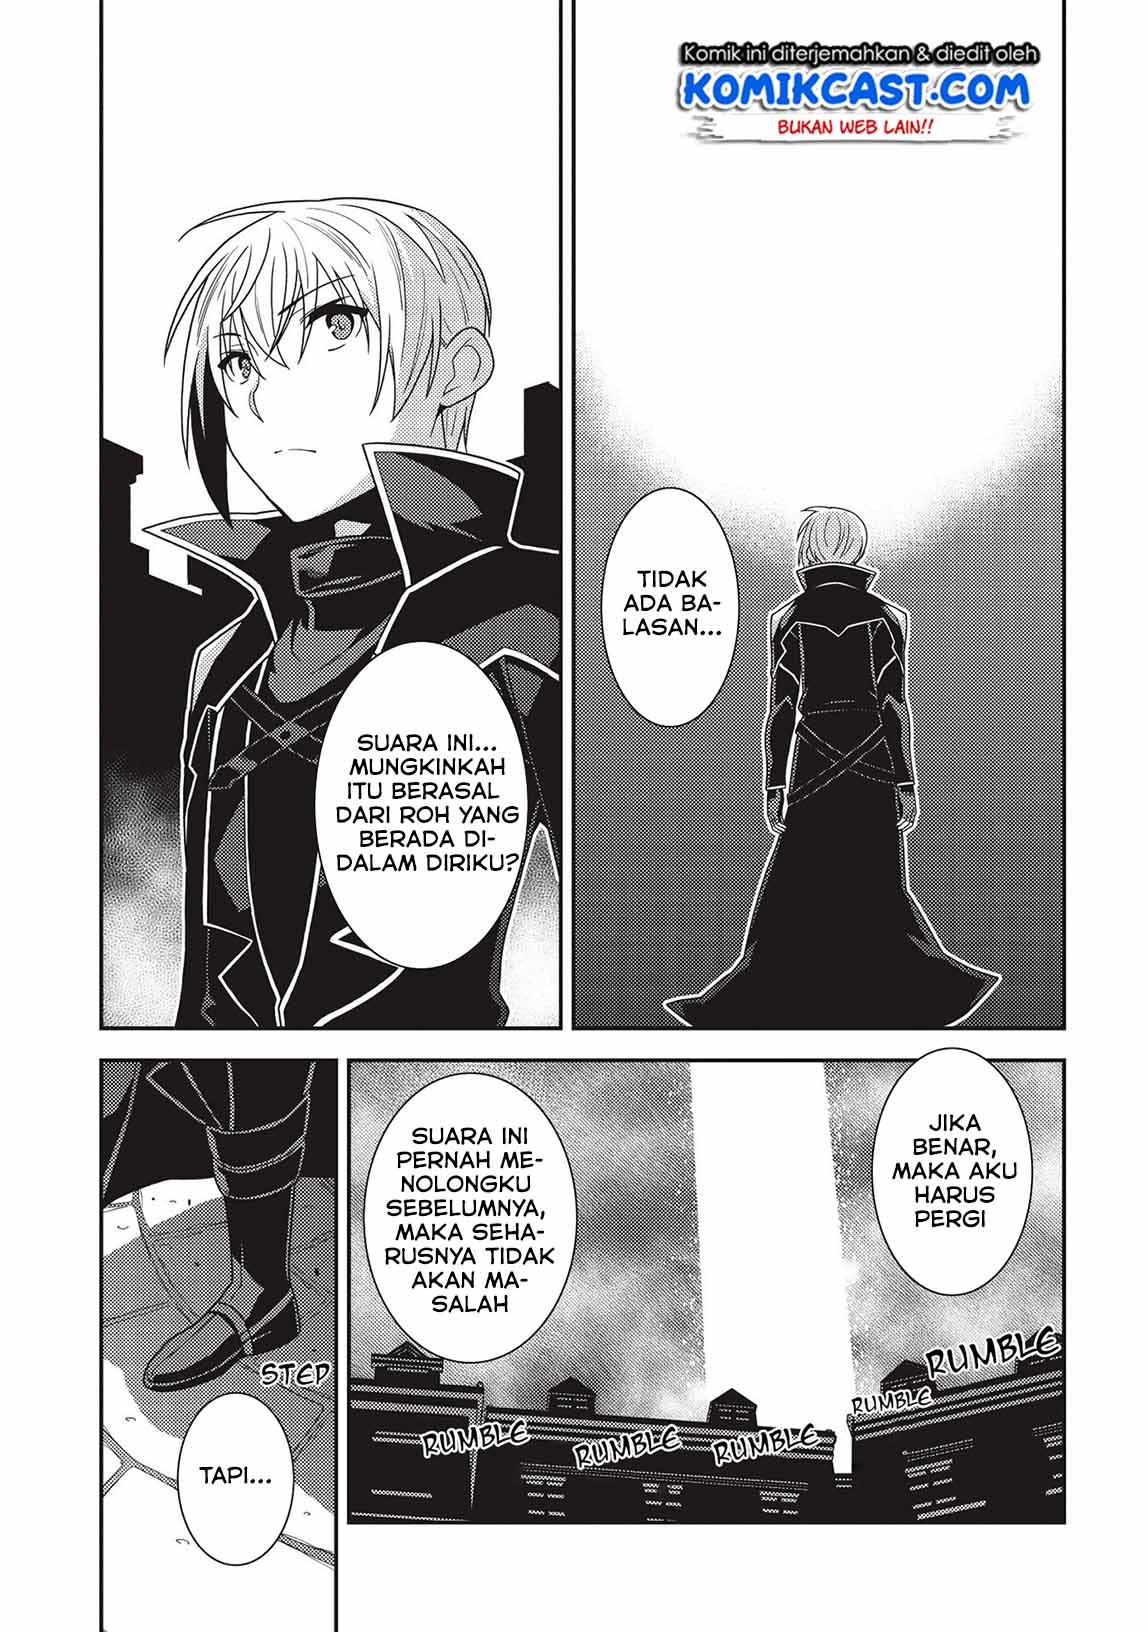 Komik ini diterjemahkan & diedit oleh
KOMIKCAST.COM
BUKAN WEB LAIN!!
TIDAK
ADA BA-
LASAN...
SUARA INI...
MUNGKINKAH
ITU BERASAL
DARI ROH YANG
BERADA DI-
DALAM DIRIKU?
JIKA
BENAR,
MAKA AKU
HARUS
PERGI
SUARA INI
PERNAH ME-
NOLONGKU
SEBELUMNYA,
MAKA SEHA-
RUSNYA TIDAK
AKAN MA-
SALAH
RUMBLE
RUMBLE
RUMBLE
RUMBLE
RUMBLE
STEP
TAPI...